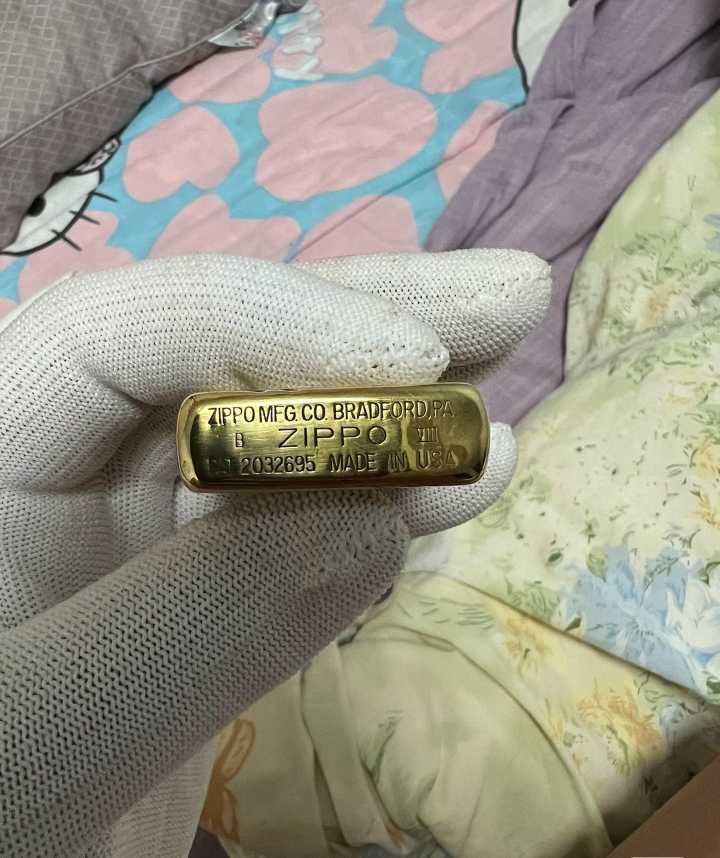 ZIPPO MFG. CO. BRADFORD, PA.
B ZIPPO VIII
2032695 MADE IN USA